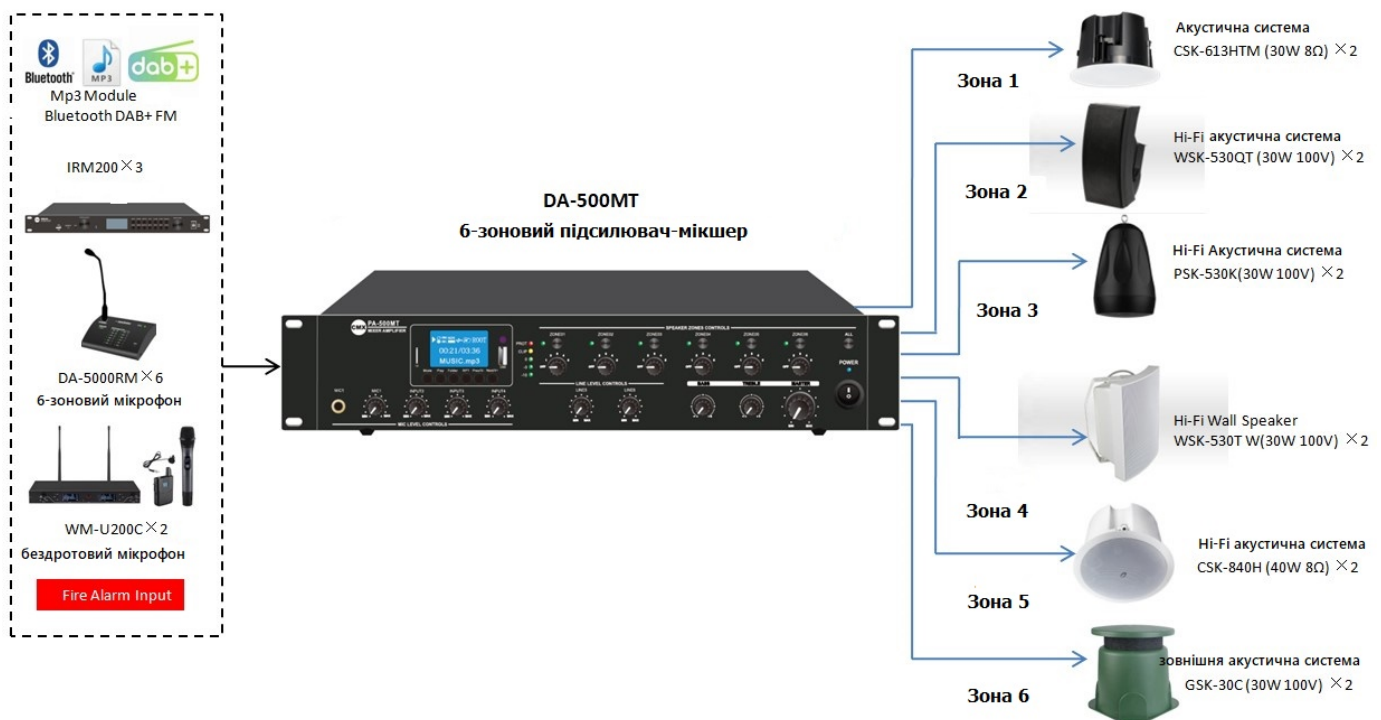 Bluetooth
MP3
dab+
Mp3 Module
Bluetooth DAB+ FM
IRM200×3
DA-5000RM×6
6-зоновий мікрофон
WM-U200C×2
бездротовий мікрофон
Fire Alarm Input
DA-500MT
6-зоновий підсилювач-мікшер
CMX
PA-500MT
MIXER AMPLIFIER
00:21/03:36
MUSIC.mp3
SPEAKER ZONES CONTROLS
ZONE1
ZONE2
ZONE3
ZONE4
ZONE5
ZONE6
ALL
POWER
LINE LEVEL CONTROLS
BASS
TREBLE
MASTER
MIC1
MIC1
INPUT2
INPUT3
INPUT4
MIC LEVEL CONTROLS
Зона 1
Акустична система
CSK-613HTM (30W 8Ω) ×2
Зона 2
Hi-Fi акустична система
WSK-530QT (30W 100V) ×2
Зона 3
Hi-Fi Акустична система
PSK-530K(30W 100V) ×2
Зона 4
Hi-Fi Wall Speaker
WSK-530T W(30W 100V) ×2
Зона 5
Hi-Fi акустична система
CSK-840H (40W 8Ω) ×2
Зона 6
зовнішня акустична система
GSK-30C (30W 100V) ×2